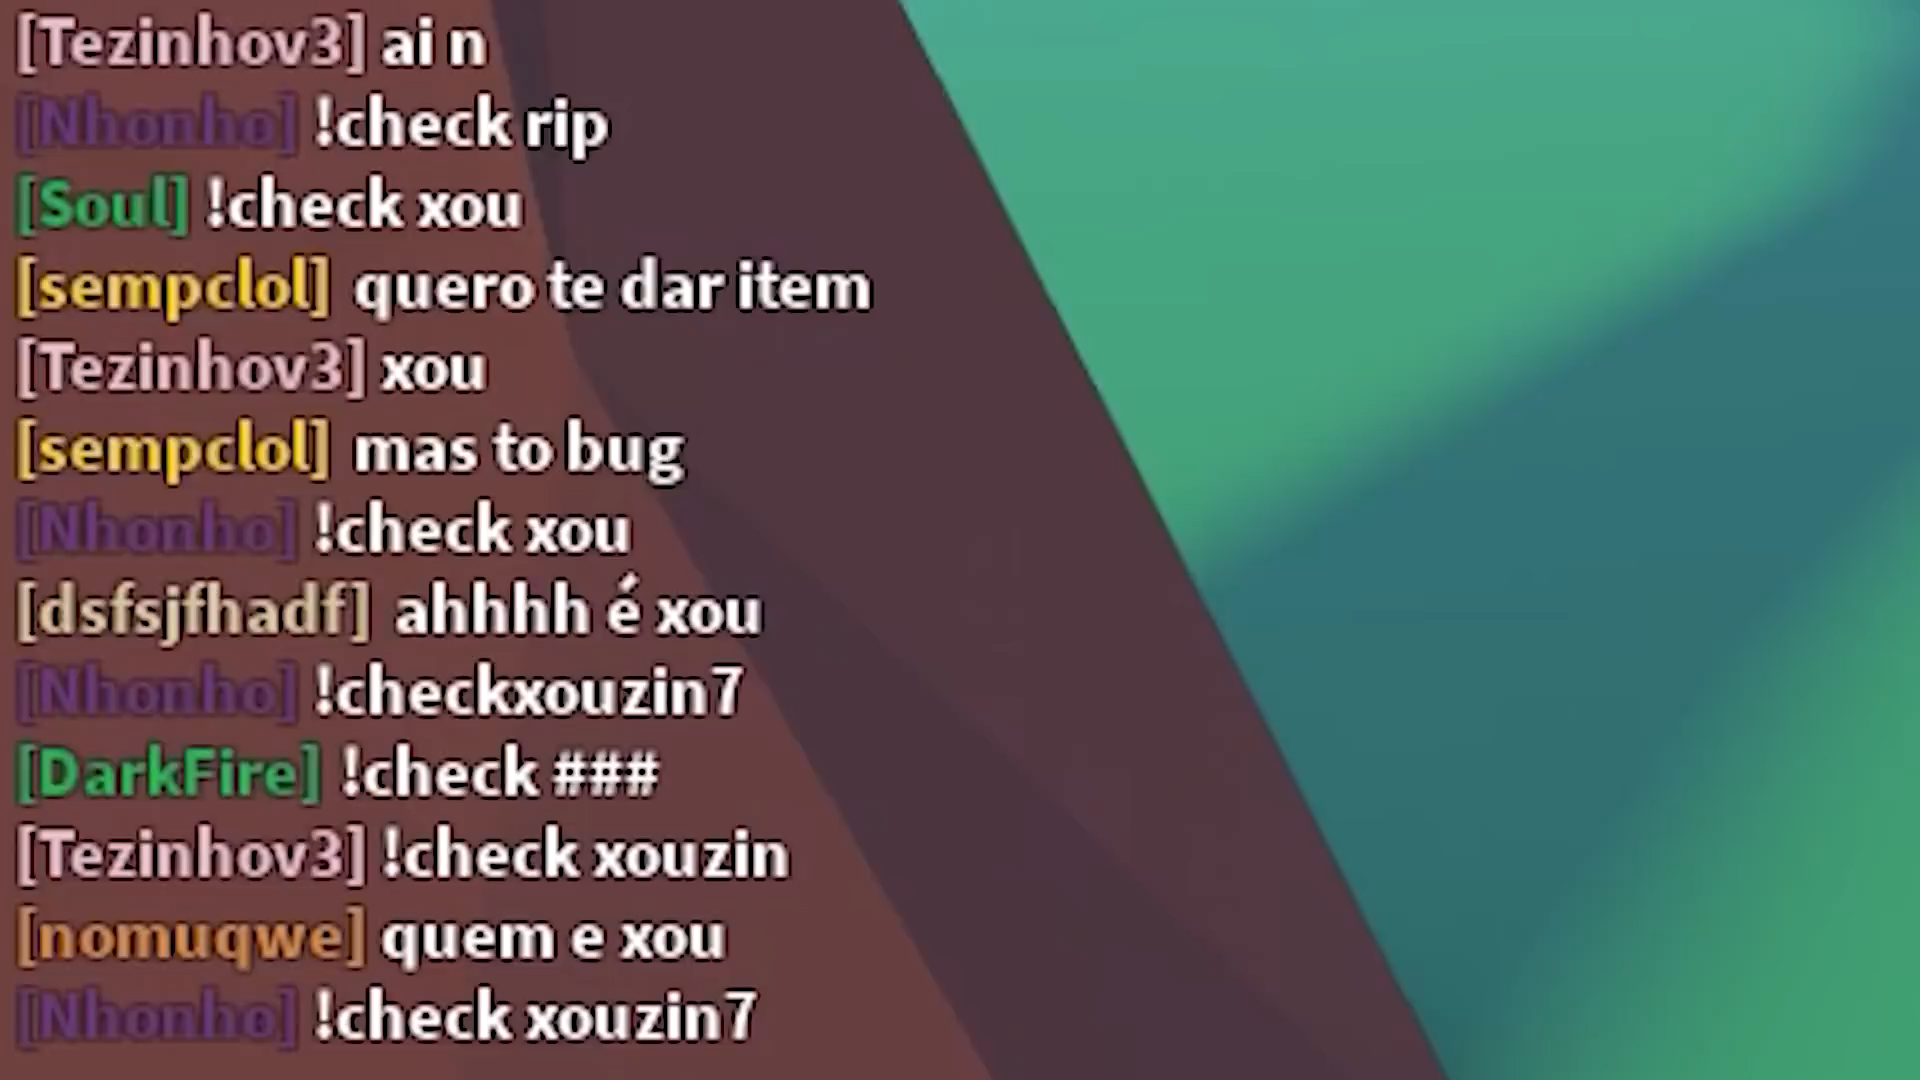 [Tezinhov3] ai n
[Nhonho] !check rip
[Soul] !check xou
[sempclol] quero te dar item
[Tezinhov3] xou
[sempclol] mas to bug
[Nhonho] !check xou
[dsfsjfhadf] ahhhh é xou
[Nhonho] !checkxouzin7
[DarkFire] !check ###
[Tezinhov3] !check xouzin
[nomuqwe] quem e xou
[Nhonho] !check xouzin7